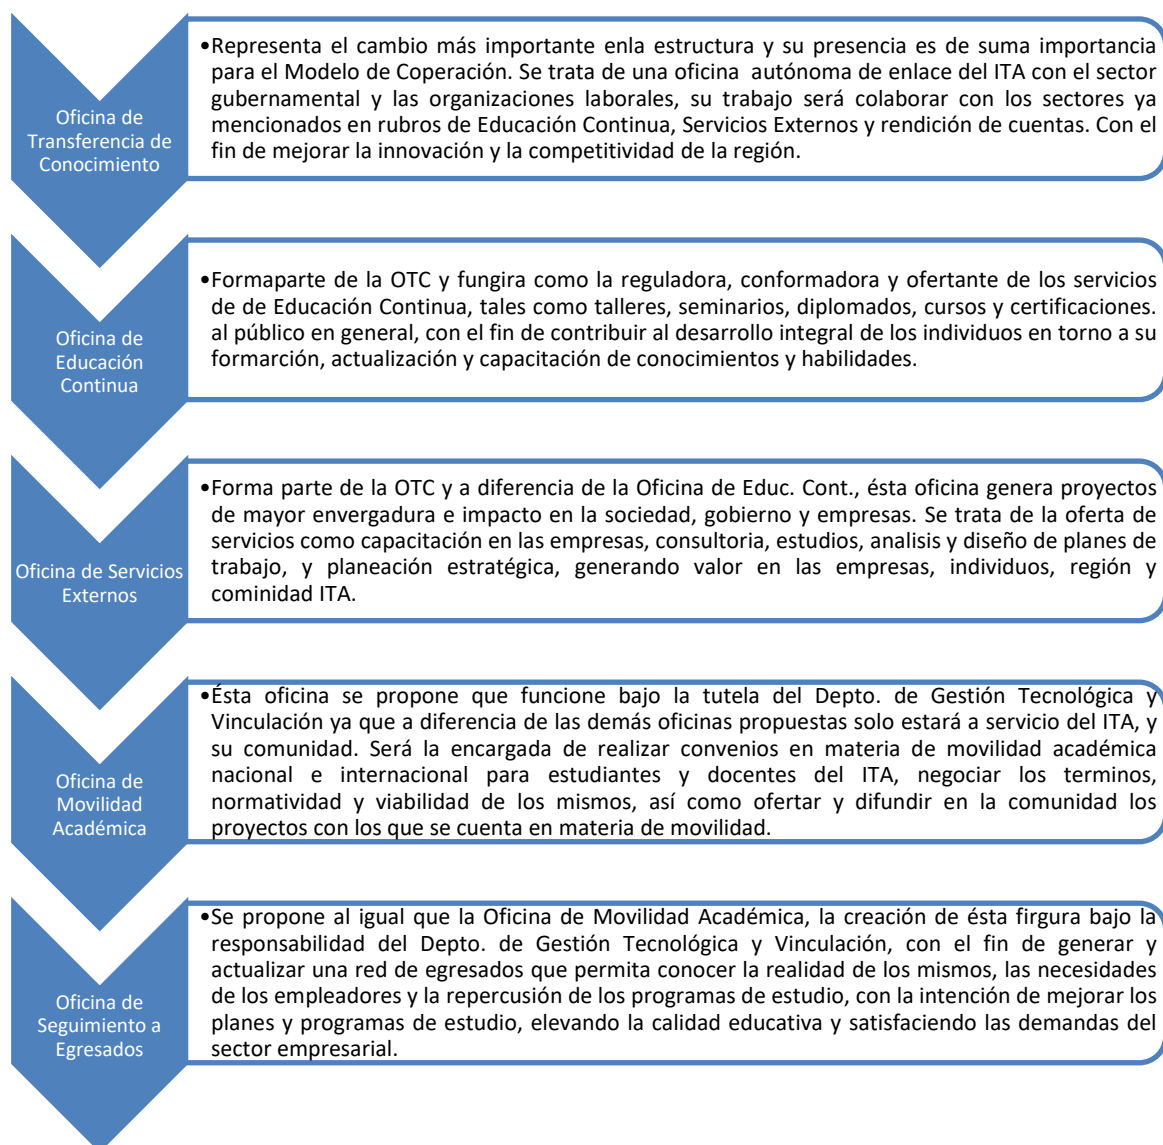 Oficina de
Transferencia de
Conocimiento
•Representa el cambio más importante enla estructura y su presencia es de suma importancia
para el Modelo de Coperación. Se trata de una oficina autónoma de enlace del ITA con el sector
gubernamental y las organizaciones laborales, su trabajo será colaborar con los sectores ya
mencionados en rubros de Educación Continua, Servicios Externos y rendición de cuentas. Con el
fin de mejorar la innovación y la competitividad de la región.
Oficina de
Educación
Continua
•Formaparte de la OTC y fungira como la reguladora, conformadora y ofertante de los servicios
de de Educación Continua, tales como talleres, seminarios, diplomados, cursos y certificaciones.
al público en general, con el fin de contribuir al desarrollo integral de los individuos en torno a su
formarción, actualización y capacitación de conocimientos y habilidades.
Oficina de Servicios
Externos
•Forma parte de la OTC y a diferencia de la Oficina de Educ. Cont., ésta oficina genera proyectos
de mayor envergadura e impacto en la sociedad, gobierno y empresas. Se trata de la oferta de
servicios como capacitación en las empresas, consultoria, estudios, analisis y diseño de planes de
trabajo, y planeación estratégica, generando valor en las empresas, individuos, región y
cominidad ITA.
Oficina de
Movilidad
Académica
•Ésta oficina se propone que funcione bajo la tutela del Depto. de Gestión Tecnológica y
Vinculación ya que a diferencia de las demás oficinas propuestas solo estará a servicio del ITA, y
su comunidad. Será la encargada de realizar convenios en materia de movilidad académica
nacional e internacional para estudiantes y docentes del ITA, negociar los terminos,
normatividad y viabilidad de los mismos, así como ofertar y difundir en la comunidad los
proyectos con los que se cuenta en materia de movilidad.
Oficina de
Seguimiento a
Egresados
•Se propone al igual que la Oficina de Movilidad Académica, la creación de ésta firgura bajo la
responsabilidad del Depto. de Gestión Tecnológica y Vinculación, con el fin de generar y
actualizar una red de egresados que permita conocer la realidad de los mismos, las necesidades
de los empleadores y la repercusión de los programas de estudio, con la intención de mejorar los
planes y programas de estudio, elevando la calidad educativa y satisfaciendo las demandas del
sector empresarial.